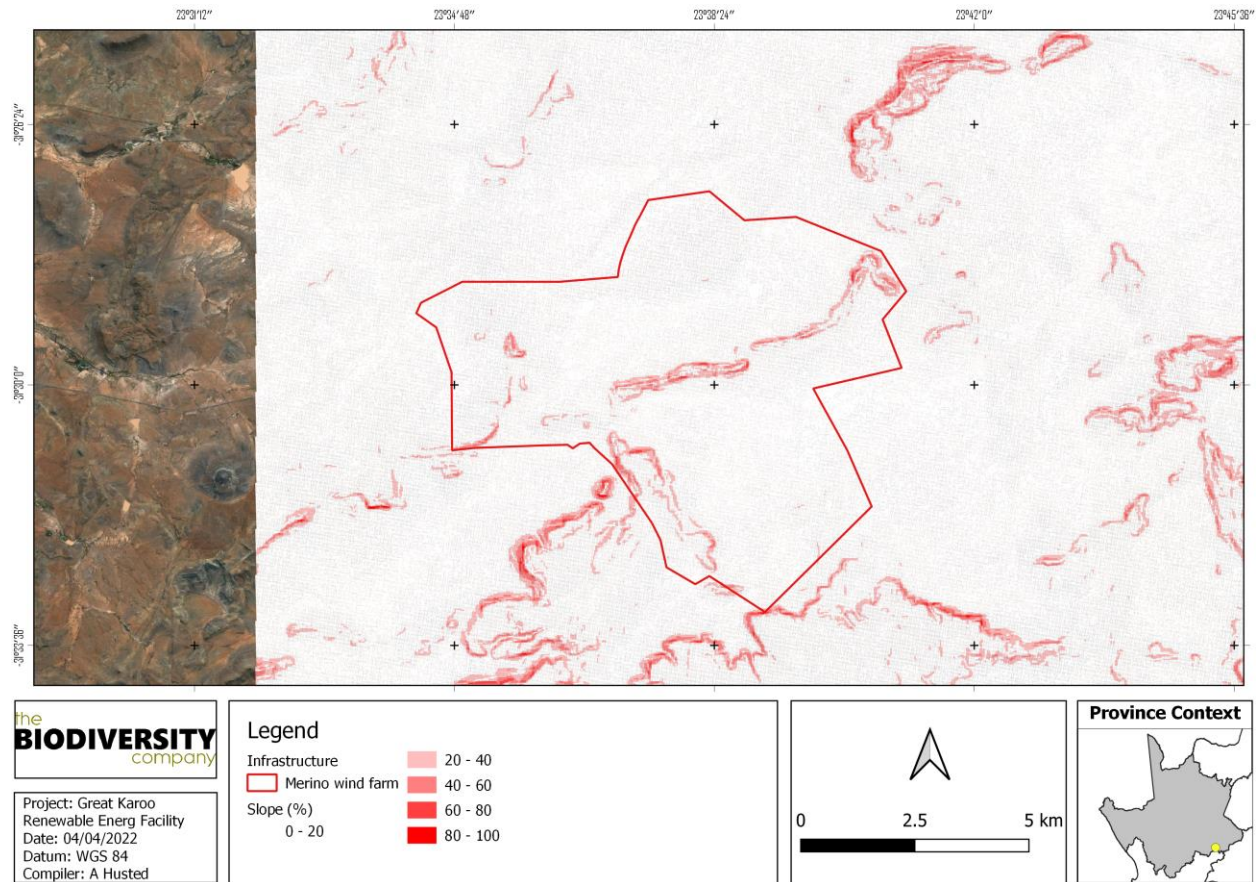 23°31'12"
23°34'48"
23°38'24"
23°42'0"
23°45'36"
-31°26'24"
-31°30'0"
-31°33'36"
the
BIODIVERSITY
company
Project: Great Karoo
Renewable Energ Facility
Date: 04/04/2022
Datum: WGS 84
Compiler: A Husted
Legend
Infrastructure
Merino wind farm
Slope (%)
0 - 20
20 - 40
40 - 60
60 - 80
80 - 100
0 2.5 5 km
Province Context